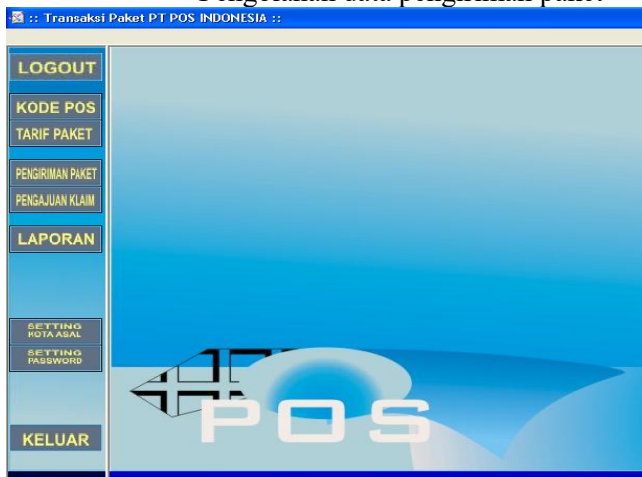 Pengolahan data pengiriman paket
:: Transaksi Paket PT POS INDONESIA ::
LOGOUT
KODE POS
TARIF PAKET
PENGIRIMAN PAKET
PENGAJUAN KLAIM
LAPORAN
SETTING
KOTA ASAL
SETTING
PASSWORD
KELUAR
POS